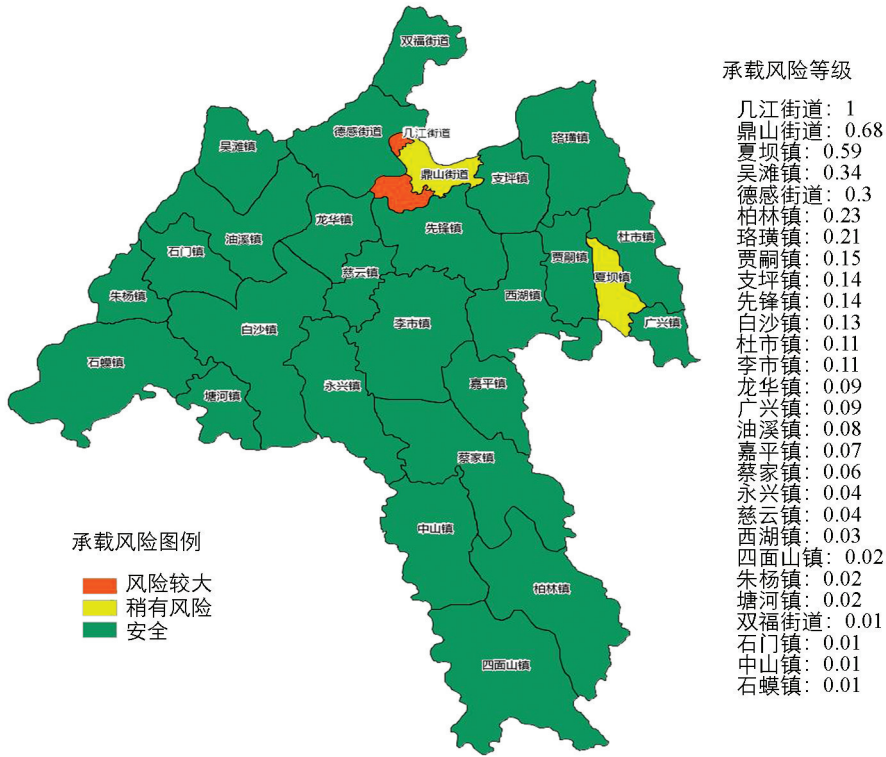 双福街道
承载风险等级
几江街道：1
鼎山街道：0.68
夏坝镇：0.59
吴滩镇：0.34
德感街道：0.3
柏林镇：0.23
珞璜镇：0.21
贾嗣镇：0.15
支坪镇：0.14
先锋镇：0.14
白沙镇：0.13
杜市镇：0.11
李市镇：0.11
龙华镇：0.09
广兴镇：0.09
油溪镇：0.08
嘉平镇：0.07
蔡家镇：0.06
永兴镇：0.04
慈云镇：0.04
西湖镇：0.03
四面山镇：0.02
朱杨镇：0.02
塘河镇：0.02
双福街道：0.01
石门镇：0.01
中山镇：0.01
石蟆镇：0.01
德感街道
几江街道
珞璜镇
吴滩镇
鼎山街道
支坪镇
龙华镇
先锋镇
杜市镇
油溪镇
石门镇
贾嗣镇
慈云镇
夏坝镇
朱杨镇
西湖镇
白沙镇
李市镇
广兴镇
石蟆镇
永兴镇
嘉平镇
塘河镇
蔡家镇
中山镇
柏林镇
四面山镇
承载风险图例
风险较大
稍有风险
安全